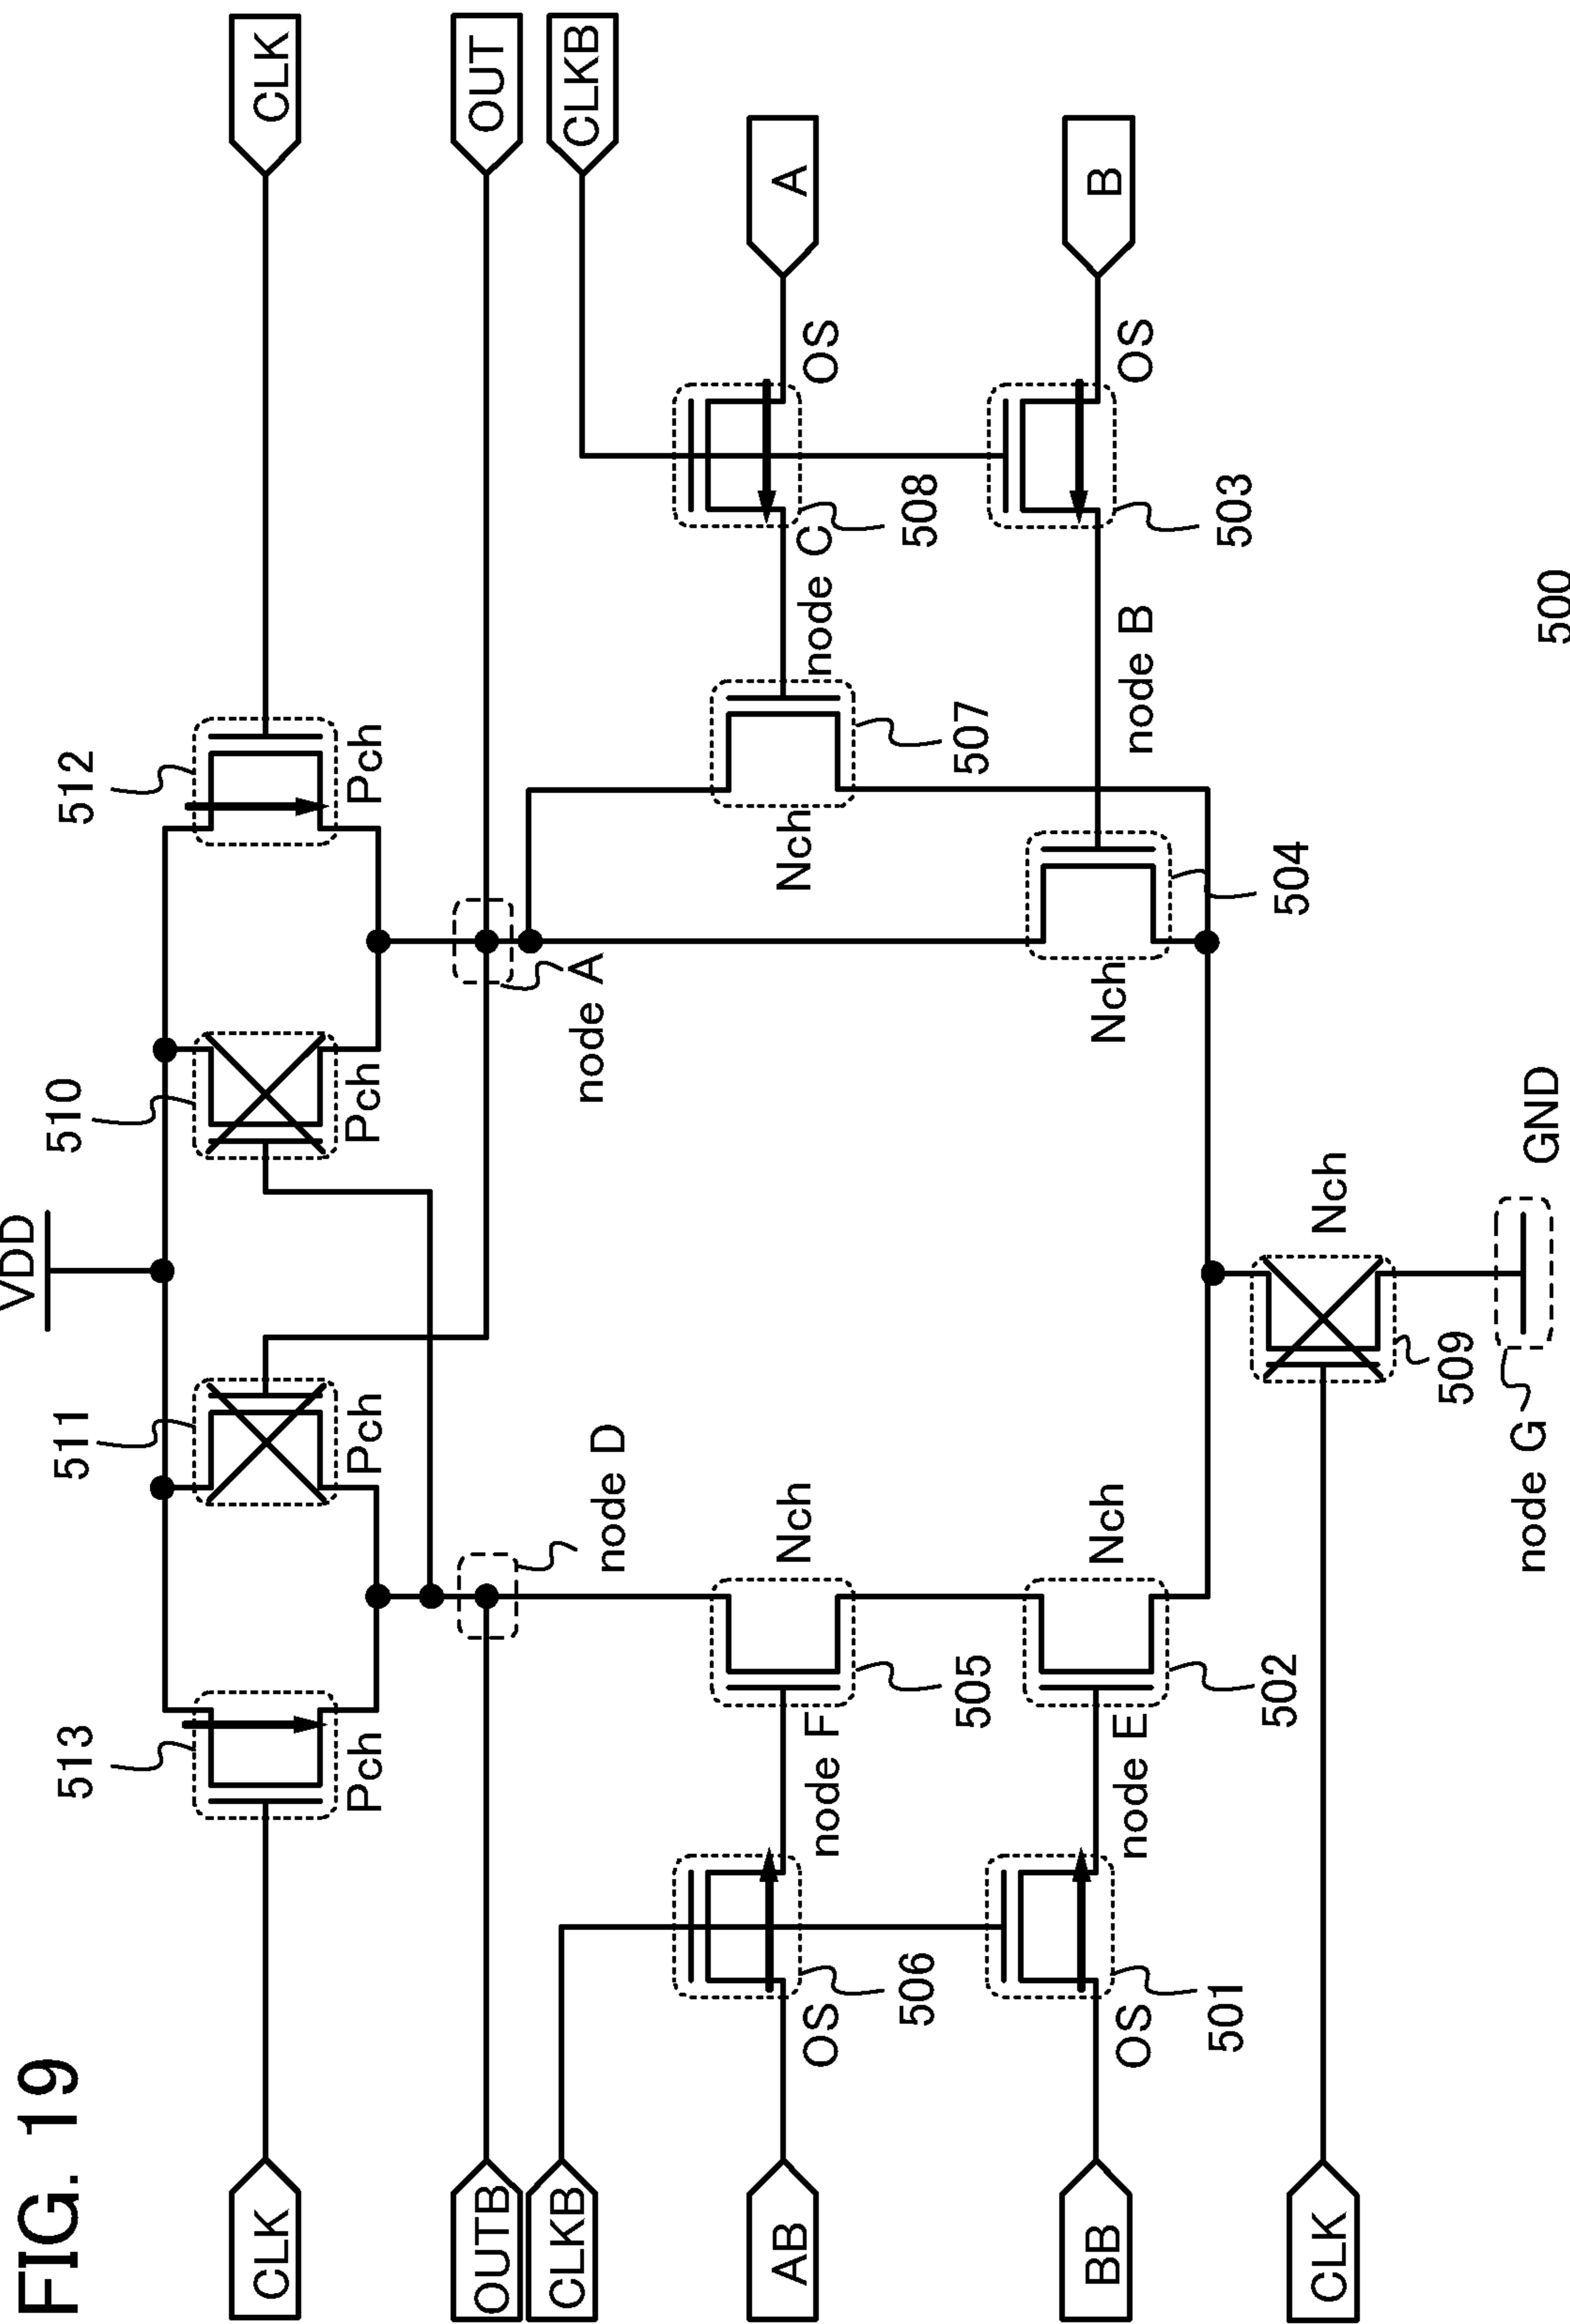 FIG. 19
VDD
513
511
510
512
Pch
Pch
Pch
Pch
CLK
CLK
OUTB
OUT
node D
node A
CLKB
CLKB
AB
OS
506
node F
505
Nch
Nch
507
node C
508
OS
A
BB
OS
501
node E
502
Nch
Nch
504
node B
503
OS
B
CLK
509
Nch
node G
GND
500